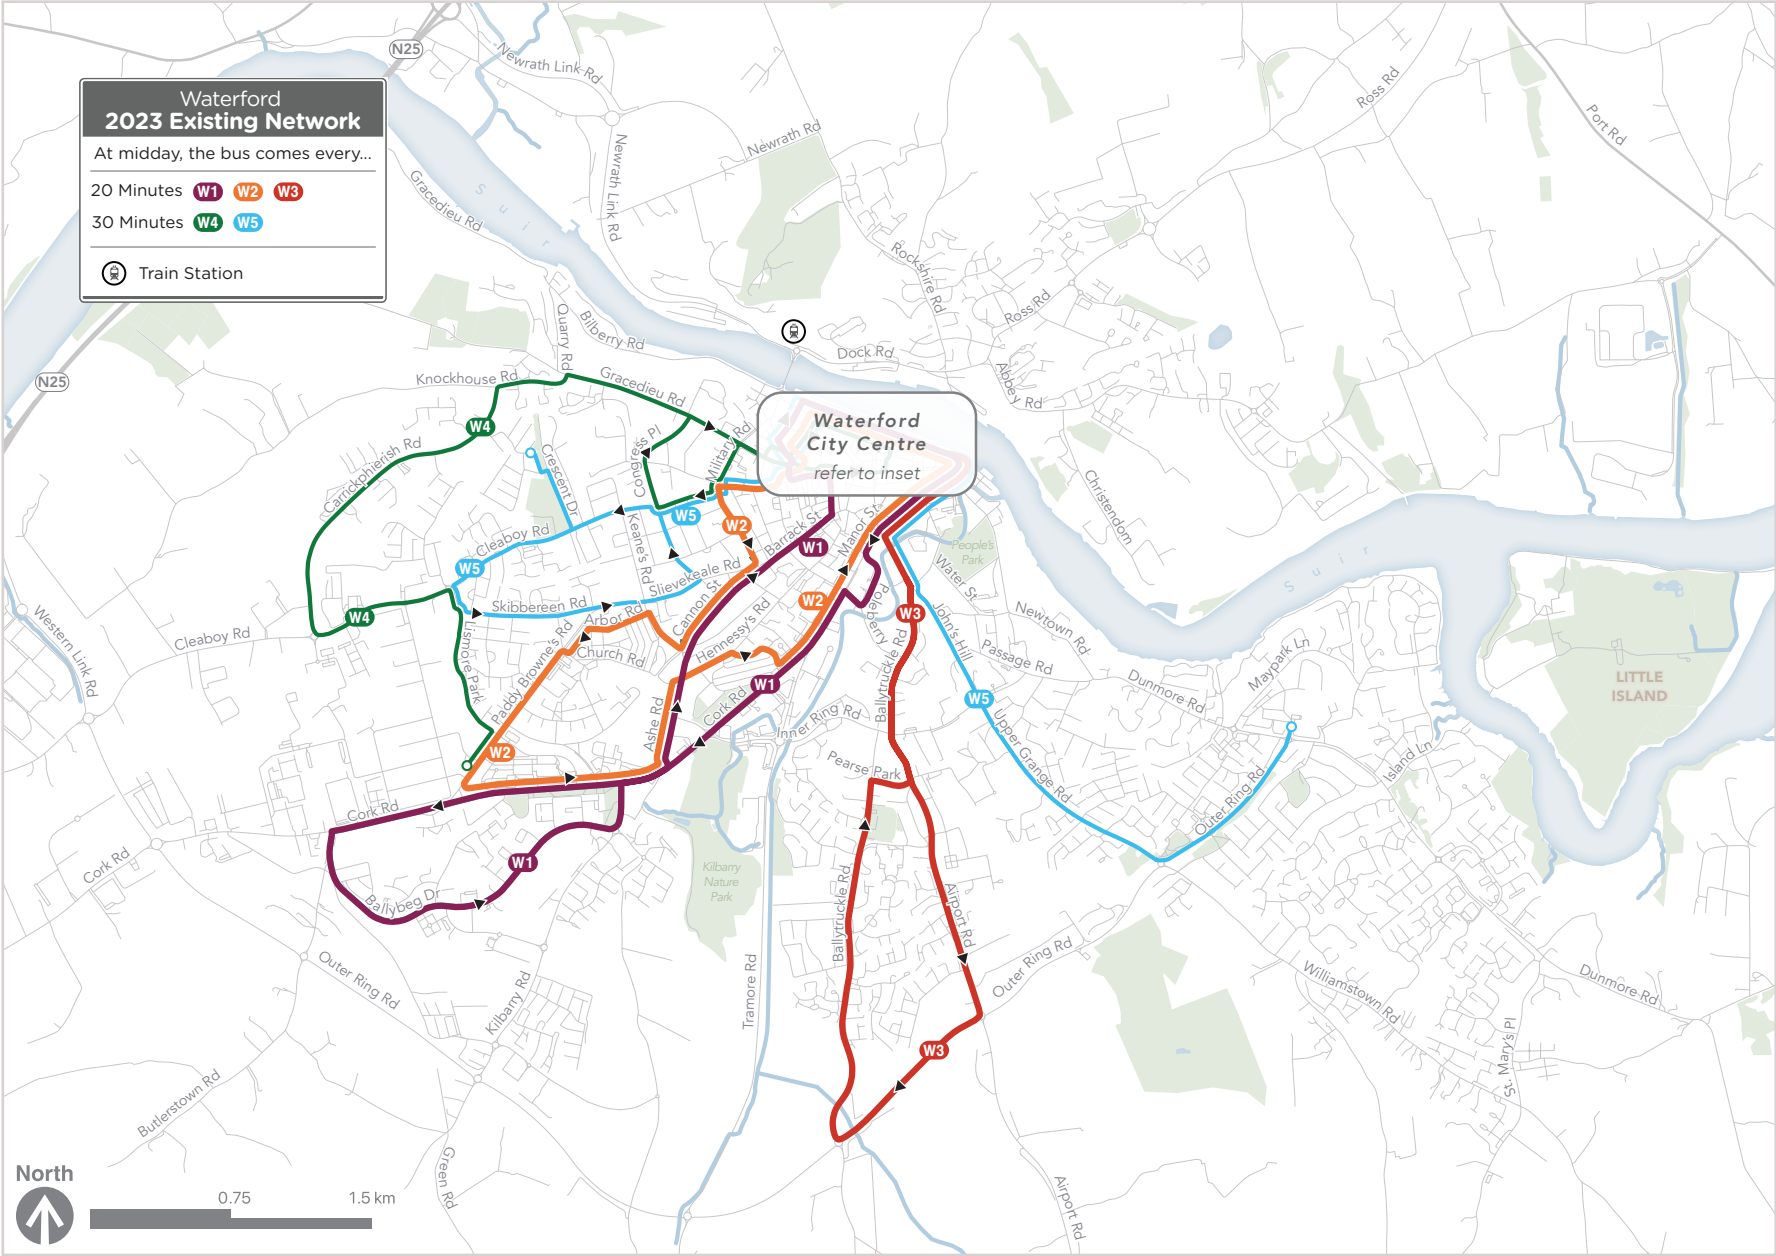 N25
Newrath Link Rd
Ross Rd
Port Rd
Waterford
2023 Existing Network
At midday, the bus comes every...
20 Minutes W1 W2 W3
30 Minutes W4 W5
Train Station
Newrath Rd
Newrath Link Rd
Gracedieu Rd
Suir
Rockshire Rd
Ross Rd
Quarry Rd
Bilberry Rd
Dock Rd
Abbey Rd
N25
Knockhouse Rd
Gracedieu Rd
W4
Waterford
City Centre
refer to inset
Carrickphierish Rd
Crescent Dr
Congress Pl
Military Rd
Christendom
W5
W2
Barrack St
Manor St
W1
Cleaboy Rd
Keane's Rd
People's
Park
Water St
Suir
W5
Slievekeale Rd
Skibbereen Rd
Arbor Rd
Cannon St
W2
Poleberry
W3
John's Hill
Newtown Rd
W4
Western Link Rd
Cleaboy Rd
Lismore Park
Paddy Browne's Rd
Church Rd
Hennessy's Rd
Ballytruckle Rd
Passage Rd
Maypark Ln
Dunmore Rd
LITTLE
ISLAND
W1
W5
Cork Rd
Ashe Rd
Inner Ring Rd
Upper Grange Rd
W2
Pearse Park
Island Ln
Outer Ring Rd
Cork Rd
Cork Rd
W1
Kilbarry
Nature
Park
Ballybeg Dr
Ballytruckle Rd
Airport Rd
Outer Ring Rd
Outer Ring Rd
Tramore Rd
Kilbarry Rd
Williamstown Rd
Dunmore Rd
W3
St. Mary's Pl
Butlerstown Rd
Green Rd
Airport Rd
North
0.75
1.5 km